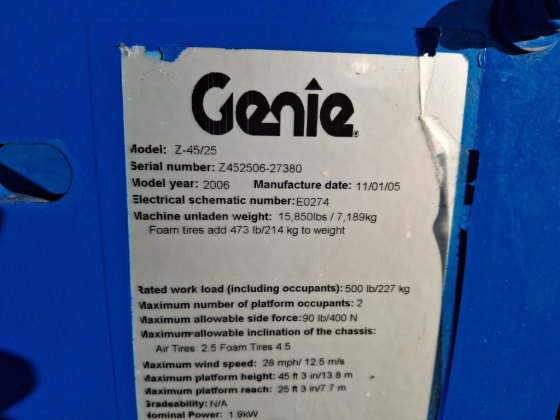 Genie
Model: Z-45/25
Serial number: Z452506-27380
Model year: 2006 Manufacture date: 11/01/05
Electrical schematic number: E0274
Machine unladen weight: 15,850lbs / 7,189kg
Foam tires add 473 lb/214 kg to weight
Rated work load (including occupants): 500 lb/227 kg
Maximum number of platform occupants: 2
Maximum allowable side force: 90 lb/400 N
Maximum allowable inclination of the chassis:
Air Tires 2.5 Foam Tires 4.5
Maximum wind speed: 28 mph/ 12.5 m/s
Maximum platform height: 45 ft 3 in/13.8 m
Maximum platform reach: 25 ft 3 in/7.7 m
Gradeability: N/A
Nominal Power: 1.9kW